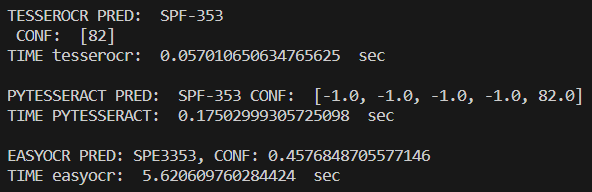 TESSEROCR PRED:  SPF-353
 CONF:  [82]
TIME tesserocr:  0.057010650634765625  sec

PYTESSERACT PRED:  SPF-353 CONF:  [-1.0, -1.0, -1.0, -1.0, 82.0]
TIME PYTESSERACT:  0.17502999305725098  sec

EASYOCR PRED: SPE3353, CONF: 0.4576848705577146
TIME easyocr:  5.620609760284424  sec